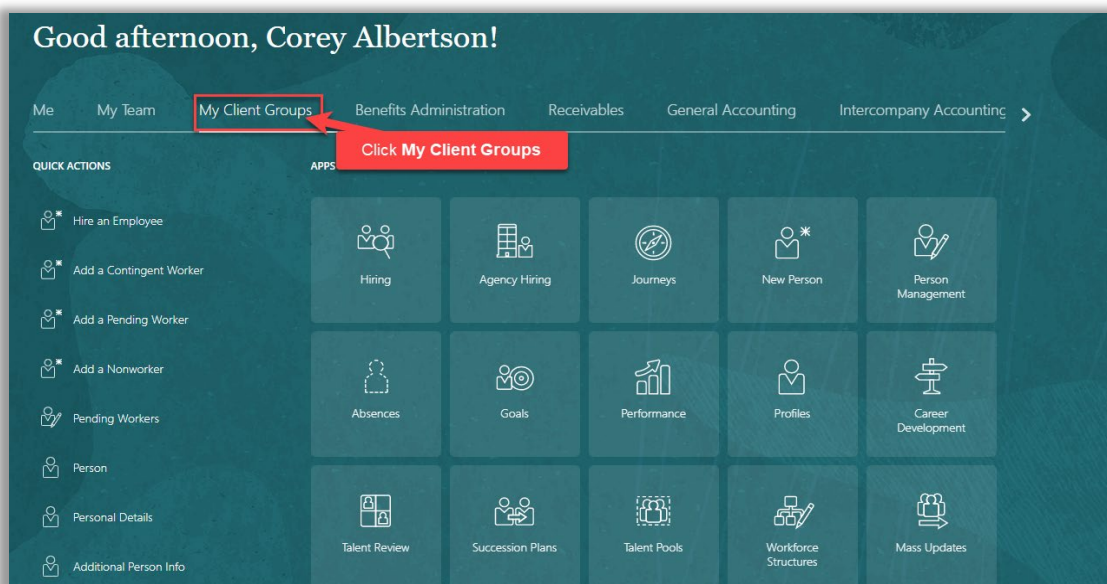 Good afternoon, Corey Albertson!
Me My Team My Client Groups Benefits Administration Receivables General Accounting Intercompany Accounting
Click My Client Groups
QUICK ACTIONS
APPS
Hire an Employee
Add a Contingent Worker
Add a Pending Worker
Add a Nonworker
Pending Workers
Person
Personal Details
Additional Person Info
Hiring
Agency Hiring
Journeys
New Person
Person
Management
Absences
Goals
Performance
Profiles
Career
Development
Talent Review
Succession Plans
Talent Pools
Workforce
Structures
Mass Updates